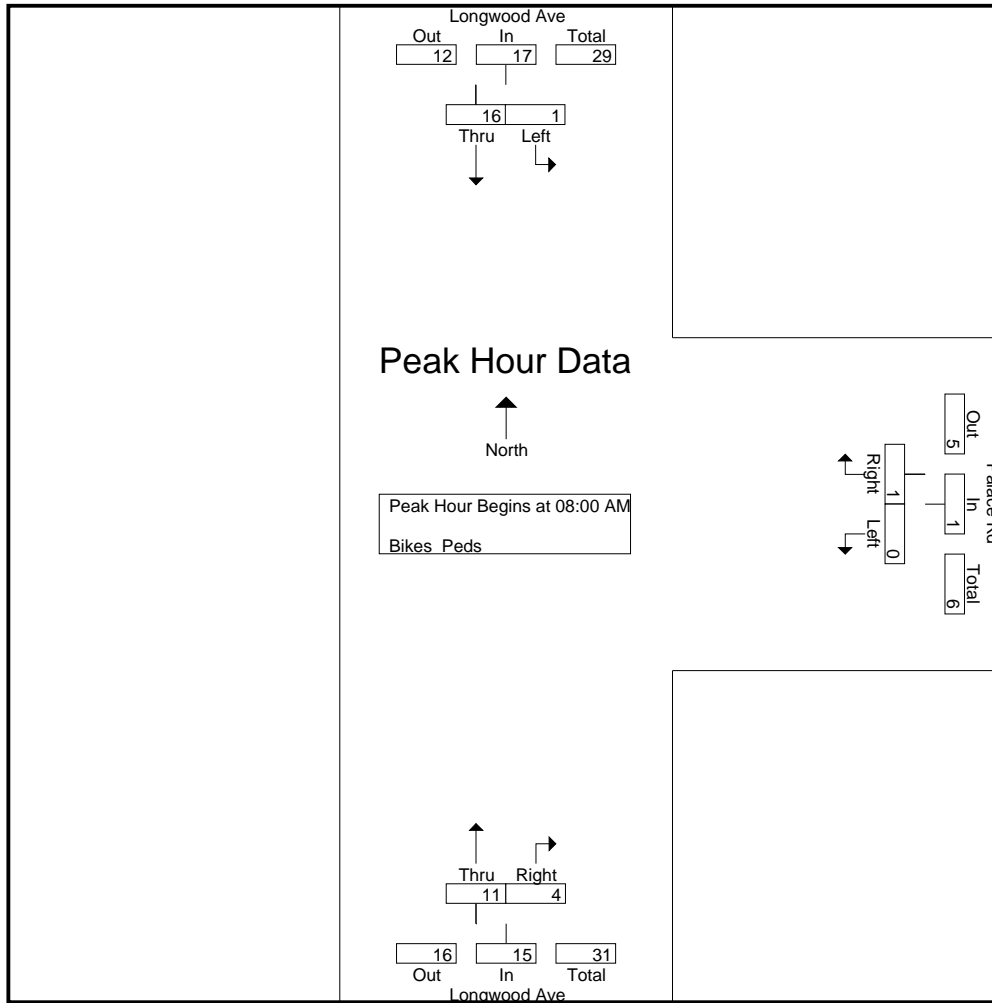 Longwood Ave
Out In Total
12 17 29
16 1
Thru Left
Peak Hour Data
North
Peak Hour Begins at 08:00 AM
Bikes Peds
Right Left
1 0
Out In Total
5 1 6
Palace Rd
Thru Right
11 4
16 15 31
Out In Total
Longwood Ave